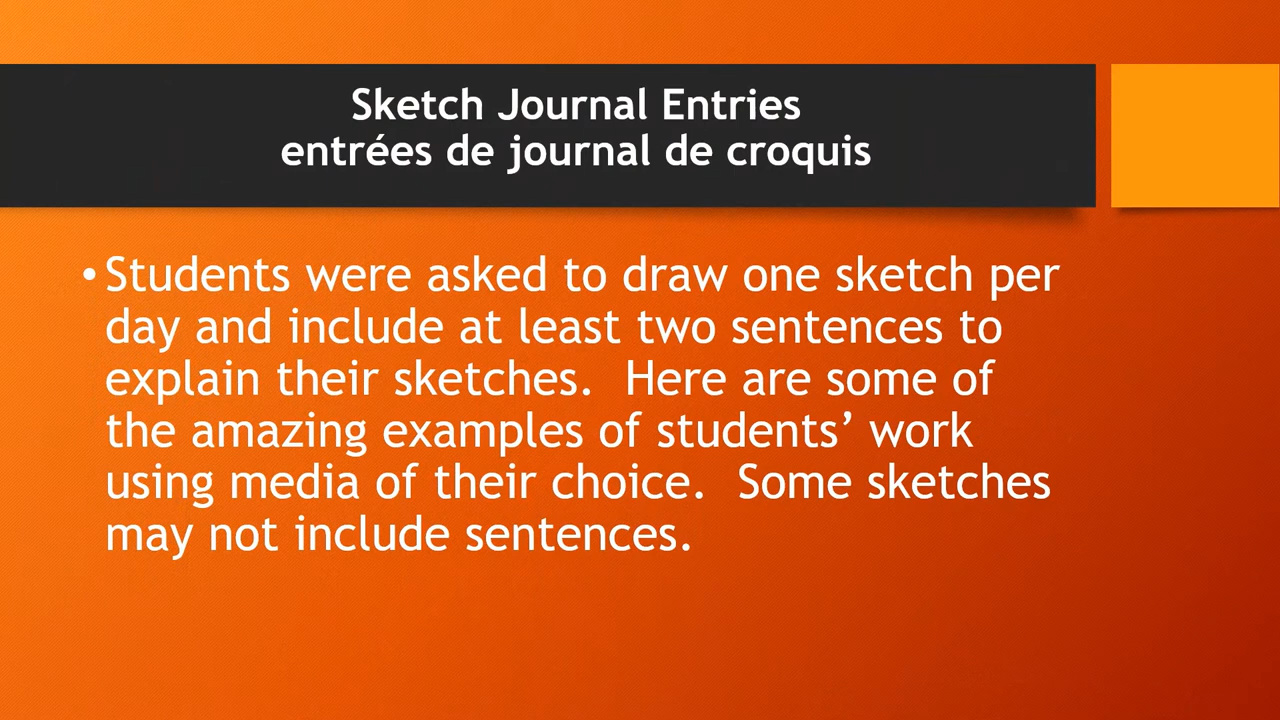 Sketch Journal Entries
entrées de journal de croquis
•Students were asked to draw one sketch per
day and include at least two sentences to
explain their sketches.  Here are some of
the amazing examples of students’ work
using media of their choice.  Some sketches
may not include sentences.